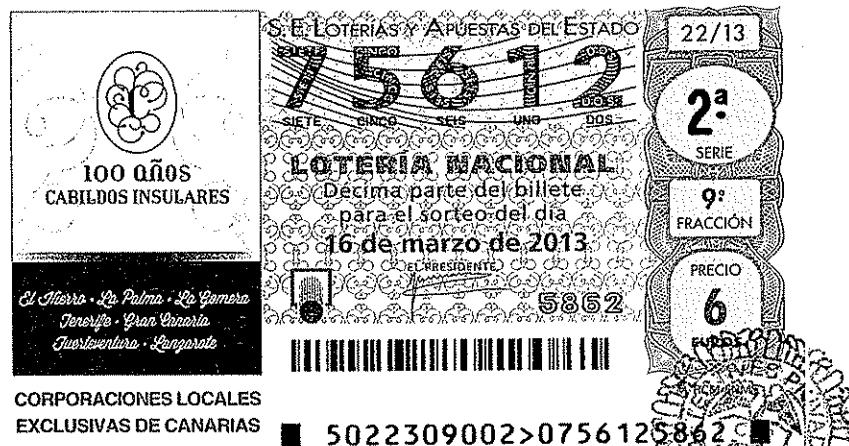 100 años
CABILDOS INSULARES
El Hierro • La Palma • La Gomera
Tenerife • Gran Canaria
Fuerteventura • Lanzarote
CORPORACIONES LOCALES
EXCLUSIVAS DE CANARIAS
S.E. LOTERÍAS Y APUESTAS DEL ESTADO
75612
SIETE CINCO SEIS UNO DOS
LOTERIA NACIONAL
Décima parte del billete
para el sorteo del día
16 de marzo de 2013
EL PRESIDENTE
5862
5022309002>0756125862
22/13
2ª
SERIE
9ª
FRACCIÓN
PRECIO
6
EUROS